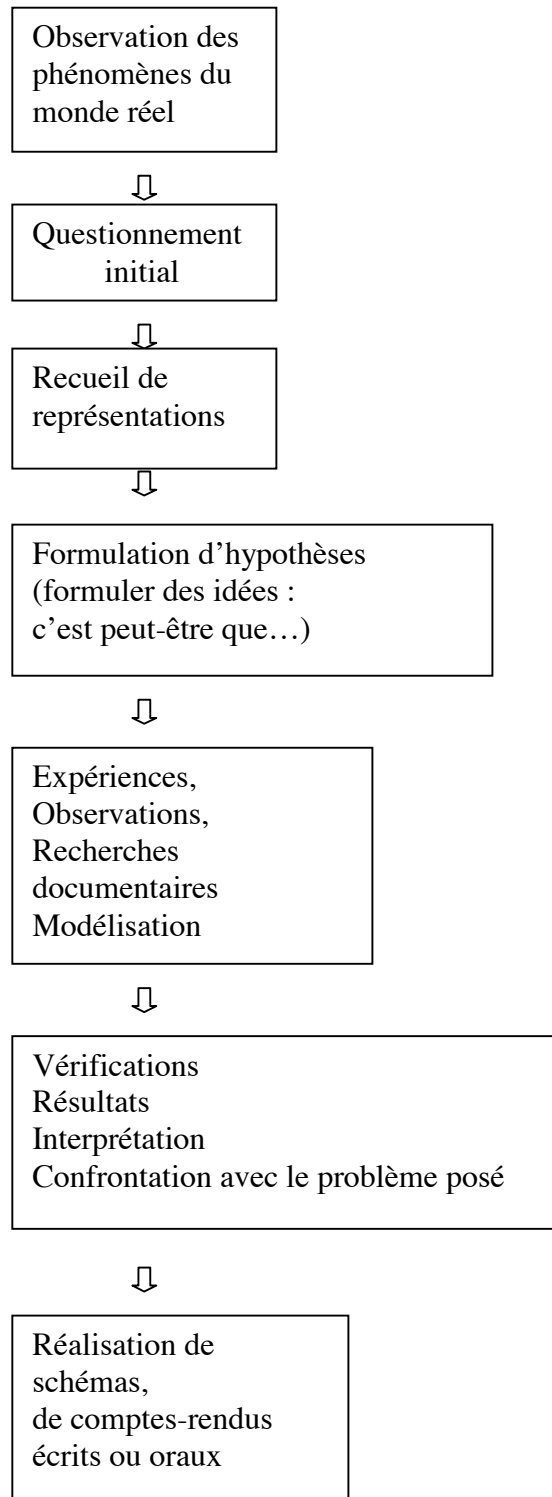 Observation des
phénomènes du
monde réel
Questionnement
initial
Recueil de
représentations
Formulation d’hypothèses
(formuler des idées :
c’est peut-être que…)
Expériences,
Observations,
Recherches
documentaires
Modélisation
Vérifications
Résultats
Interprétation
Confrontation avec le problème posé
Réalisation de
schémas,
de comptes-rendus
écrits ou oraux